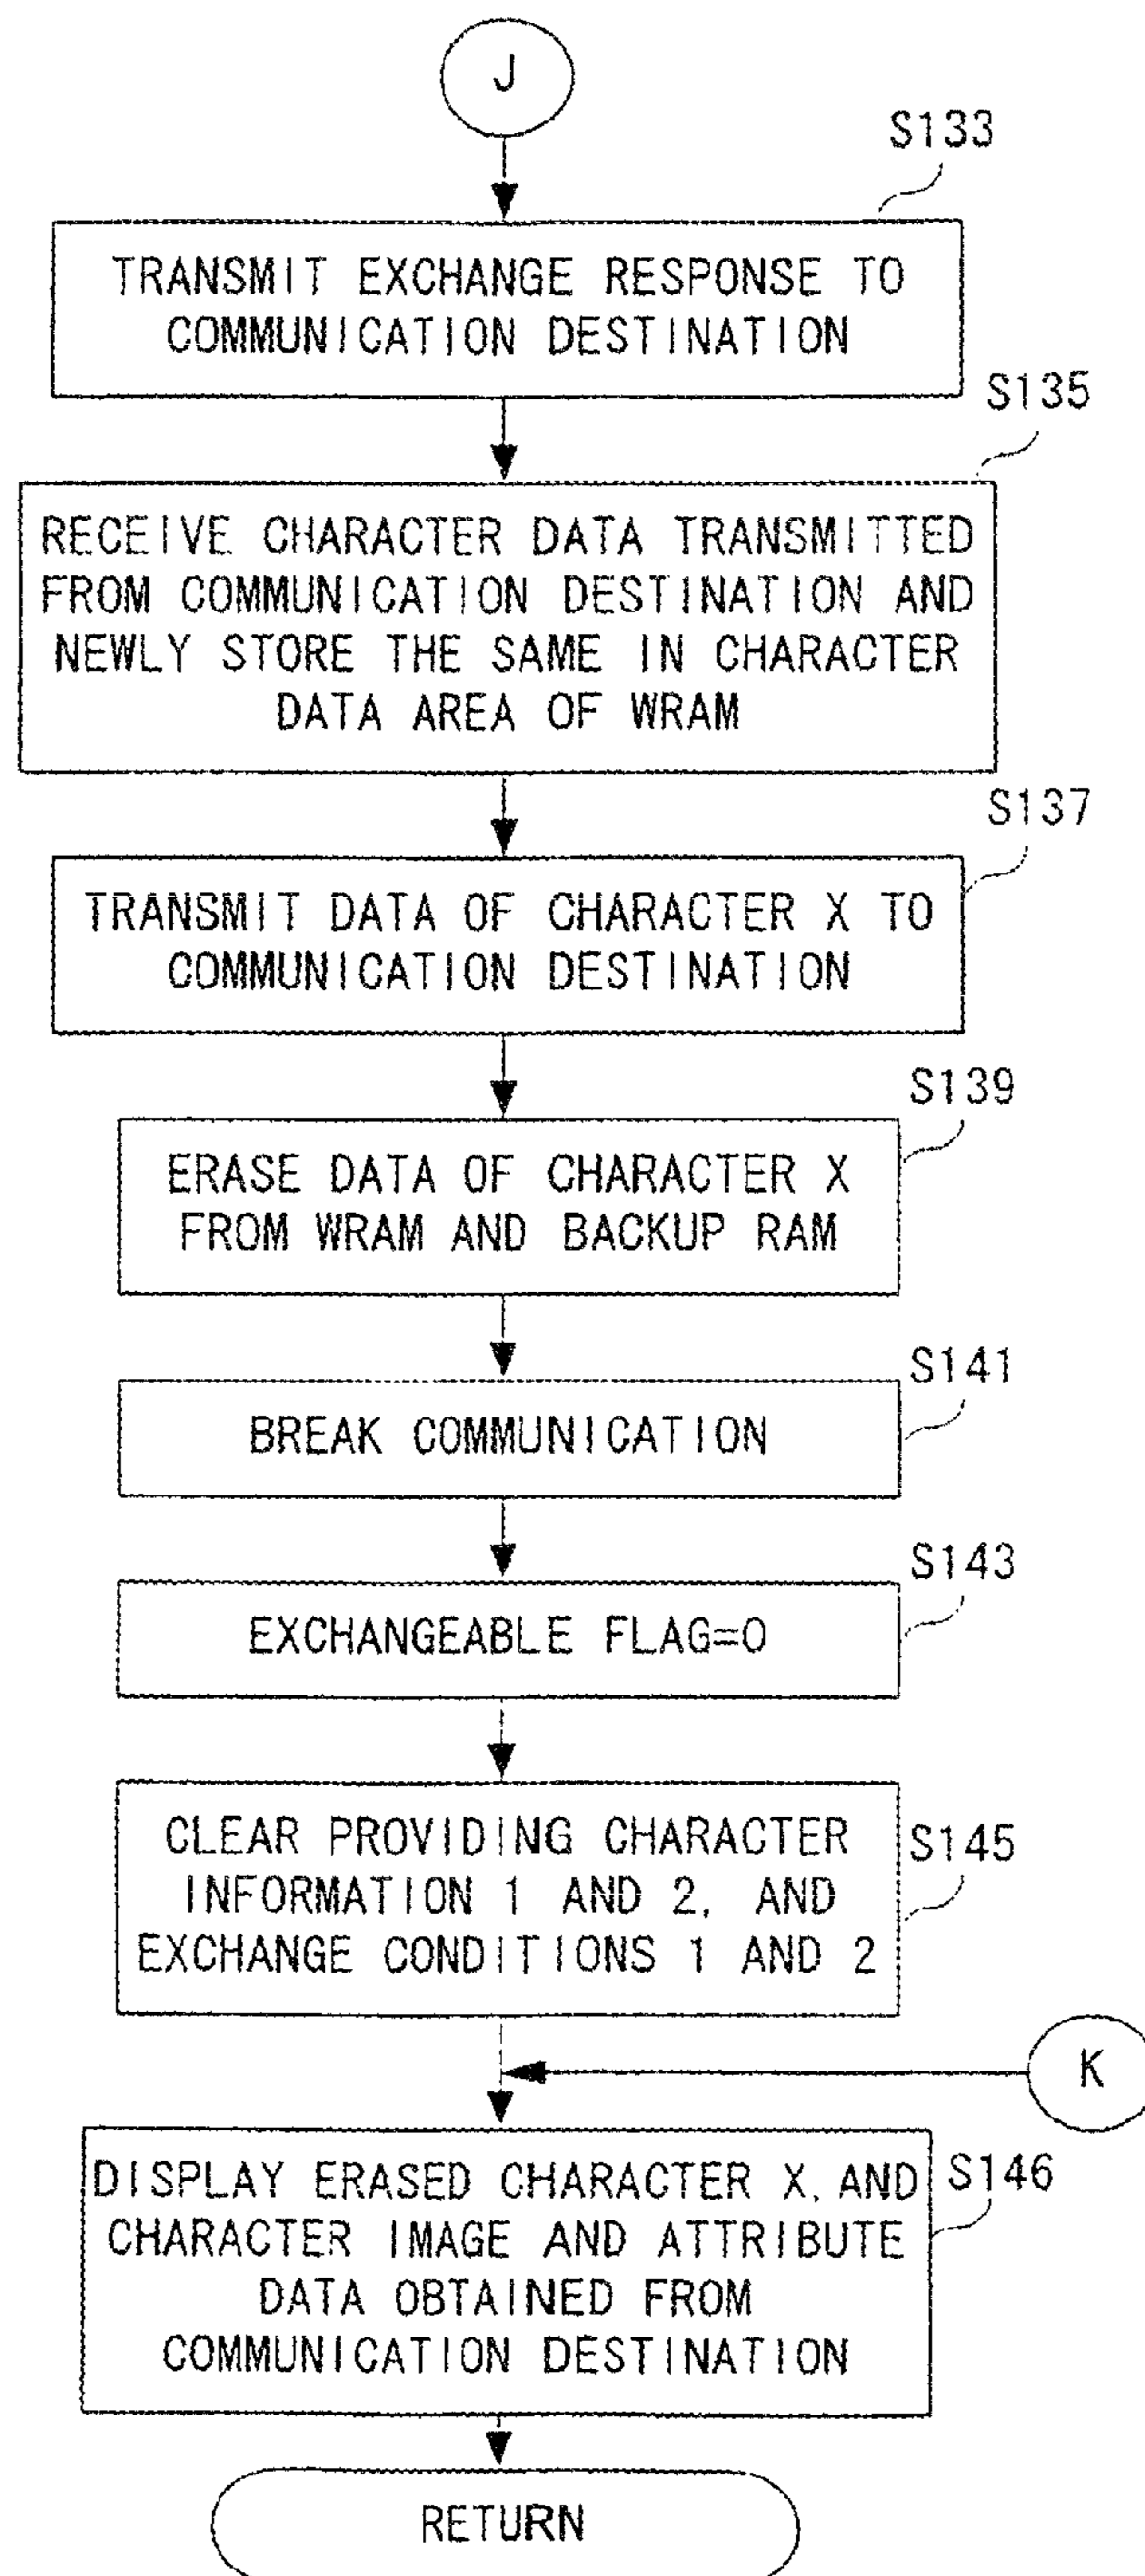 J
S133
TRANSMIT EXCHANGE RESPONSE TO
COMMUNICATION DESTINATION
S135
RECEIVE CHARACTER DATA TRANSMITTED
FROM COMMUNICATION DESTINATION AND
NEWLY STORE THE SAME IN CHARACTER
DATA AREA OF WRAM
S137
TRANSMIT DATA OF CHARACTER X TO
COMMUNICATION DESTINATION
S139
ERASE DATA OF CHARACTER X
FROM WRAM AND BACKUP RAM
S141
BREAK COMMUNICATION
S143
EXCHANGEABLE FLAG=0
CLEAR PROVIDING CHARACTER
S145
INFORMATION 1 AND 2, AND
EXCHANGE CONDITIONS 1 AND 2
K
DISPLAY ERASED CHARACTER X, AND
S146
CHARACTER IMAGE AND ATTRIBUTE
DATA OBTAINED FROM
COMMUNICATION DESTINATION
RETURN